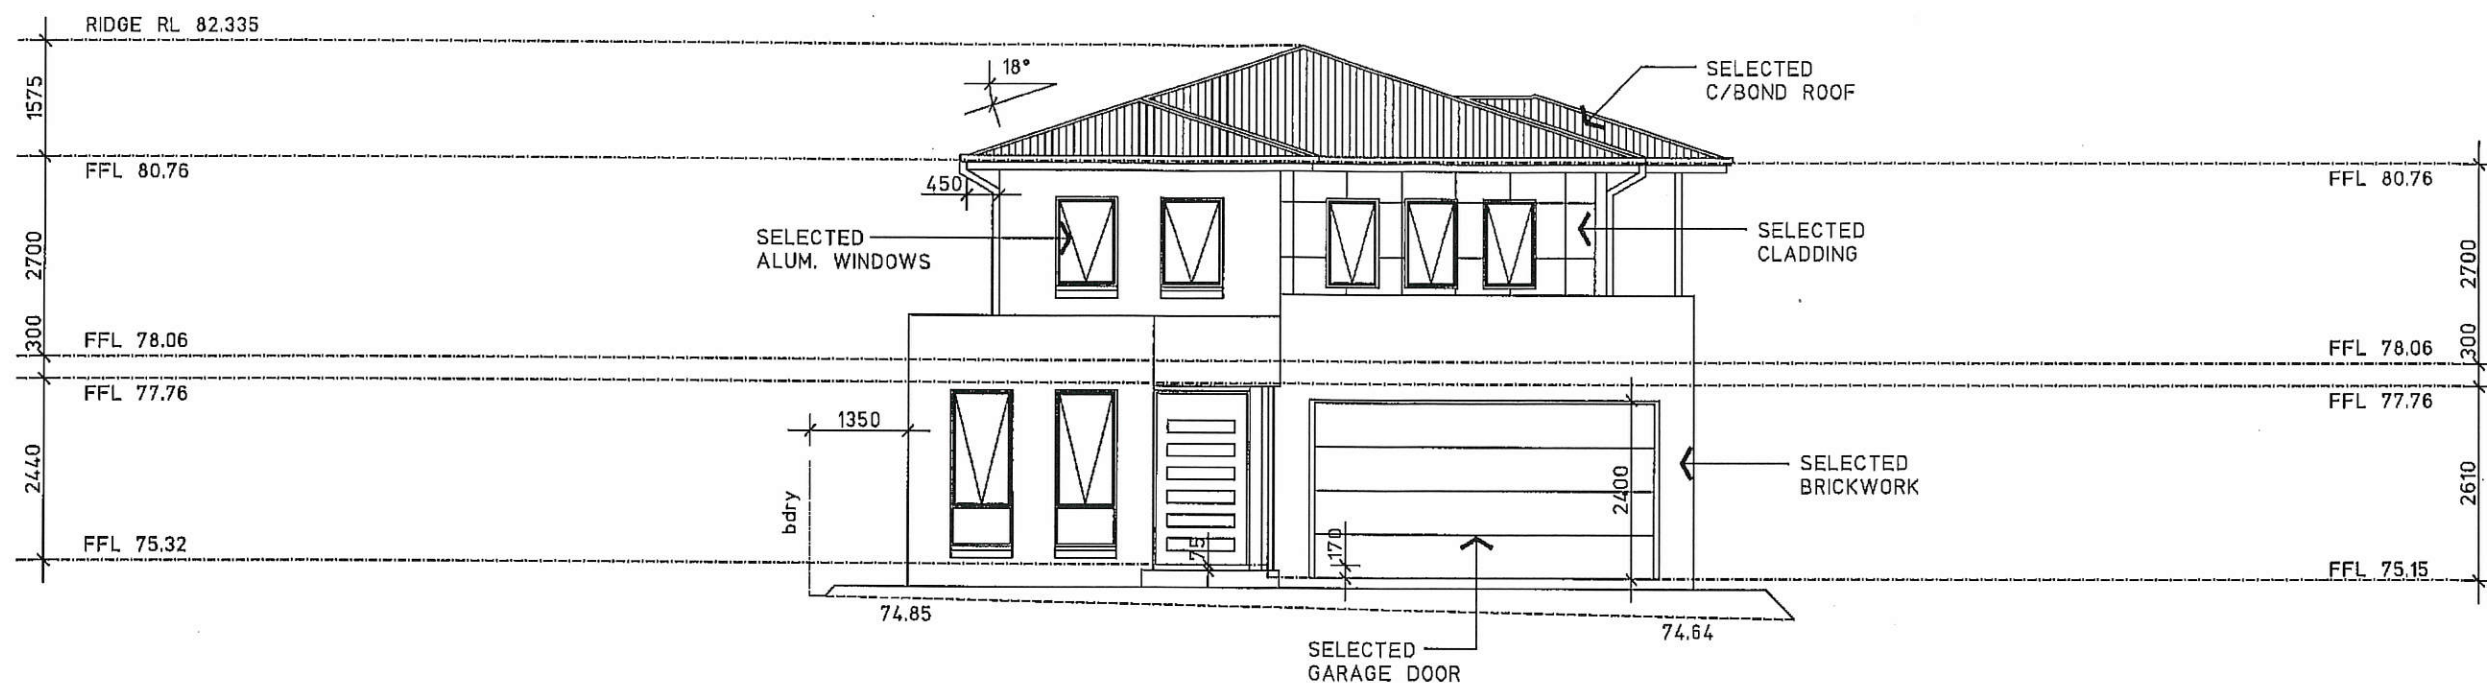 RIDGE RL 82.335
1575
18°
SELECTED
C/BOND ROOF
FFL 80.76
FFL 80.76
450
2700
SELECTED
ALUM. WINDOWS
SELECTED
CLADDING
2700
300
FFL 78.06
FFL 78.06
300
FFL 77.76
FFL 77.76
1350
2440
bdry
2400
SELECTED
BRICKWORK
2610
FFL 75.32
75
170
FFL 75.15
74.85
74.64
SELECTED
GARAGE DOOR